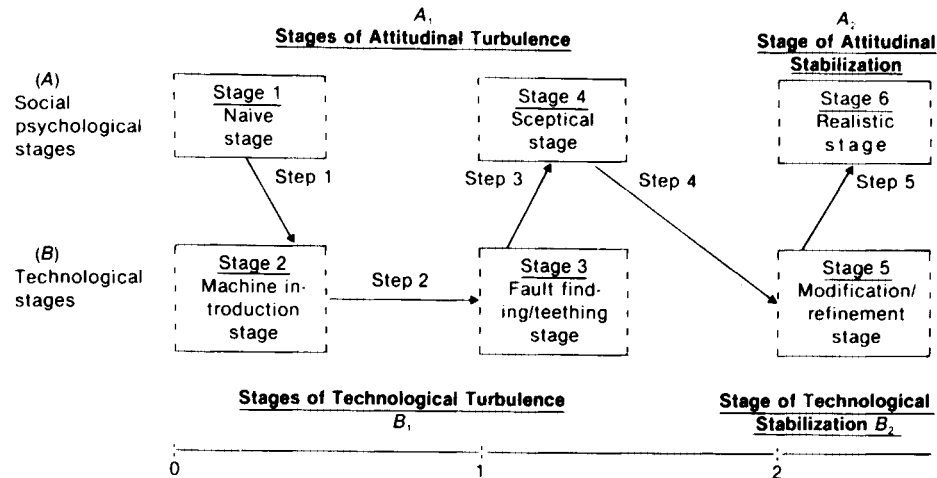 A₁
Stages of Attitudinal Turbulence
A₂
Stage of Attitudinal
Stabilization
(A)
Social
psychological
stages
Stage 1
Naive
stage
Stage 4
Sceptical
stage
Stage 6
Realistic
stage
Step 1
Step 3
Step 4
Step 5
(B)
Technological
stages
Stage 2
Machine in-
troduction
stage
Step 2
Stage 3
Fault find-
ing/teething
stage
Stage 5
Modification/
refinement
stage
Stages of Technological Turbulence
B₁
Stage of Technological
Stabilization B₂
0
1
2